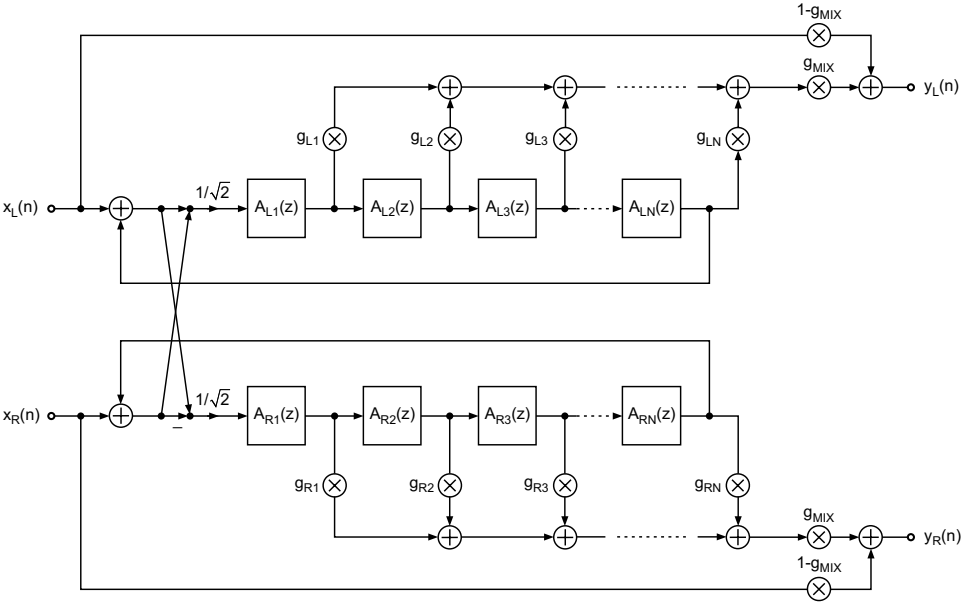 1-g_MIX
g_MIX
y_L(n)
g_L1 g_L2 g_L3 g_LN
x_L(n) 1/√2 A_L1(z) A_L2(z) A_L3(z) A_LN(z)
x_R(n) 1/√2 A_R1(z) A_R2(z) A_R3(z) A_RN(z)
–
g_R1 g_R2 g_R3 g_RN
g_MIX
y_R(n)
1-g_MIX